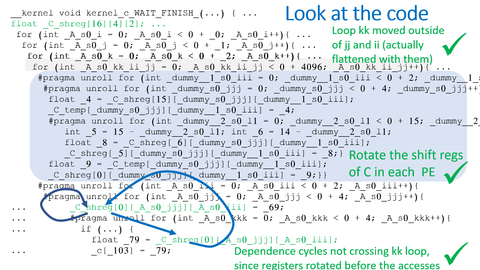 Look at the code
__kernel void c_WAIT_FINISH_(...) { ...
float _C_shreg[16][4][2]; ...
for (int _A_s0_i = 0; _A_s0_i < 0 + _0; _A_s0_i++){ ...
for (int _A_s0_j = 0; _A_s0_j < 0 + _1; _A_s0_j++){
for (int _A_s0_k = 0; _A_s0_k < 0 + _2; _A_s0_k++){ ...
for (int _A_s0_kk_ii_jj = 0; _A_s0_kk_ii_jj < 0 + 4096; _A_s0_kk_ii_jj++){ ...
Loop kk moved outside
of jj and ii (actually
flattened with them)
#pragma unroll for (int _dummy__1_s0_iii = 0; _dummy__1_s0_iii < 0 + 2; _dummy__1_s
#pragma unroll for (int _dummy_s0_jjj = 0; _dummy_s0_jjj < 0 + 4; _dummy_s0_jjj++
float _4 = _C_shreg[15][_dummy_s0_jjj][_dummy__1_s0_iii];
_C_temp[_dummy_s0_jjj][_dummy__1_s0_iii] = _4;
#pragma unroll for (int _dummy__2_s0_l1 = 0; _dummy__2_s0_l1 < 0 + 15; _dummy__2_
int _5 = 15 - _dummy__2_s0_l1; int _6 = 14 - _dummy__2_s0_l1;
float _8 = _C_shreg[_6][_dummy_s0_jjj][_dummy__1_s0_iii];
_C_shreg[_5][_dummy_s0_jjj][_dummy__1_s0_iii] = _8;}
float _9 = _C_temp[_dummy_s0_jjj][_dummy__1_s0_iii];
_C_shreg[0][_dummy_s0_jjj][_dummy__1_s0_iii] = _9;}}
Rotate the shift regs
of C in each PE
#pragma unroll for (int _A_s0_iii = 0; _A_s0_iii < 0 + 2; _A_s0_iii++){
#pragma unroll for (int _A_s0_jjj = 0; _A_s0_jjj < 0 + 4; _A_s0_jjj++){
... _C_shreg[0][_A_s0_jjj][_A_s0_iii] = _69;
... #pragma unroll for (int _A_s0_kkk = 0; _A_s0_kkk < 0 + 4; _A_s0_kkk++){
... if (...) {
... float _79 = _C_shreg[0][_A_s0_jjj][_A_s0_iii];
... _c[_103] = _79;
Dependence cycles not crossing kk loop,
since registers rotated before the accesses